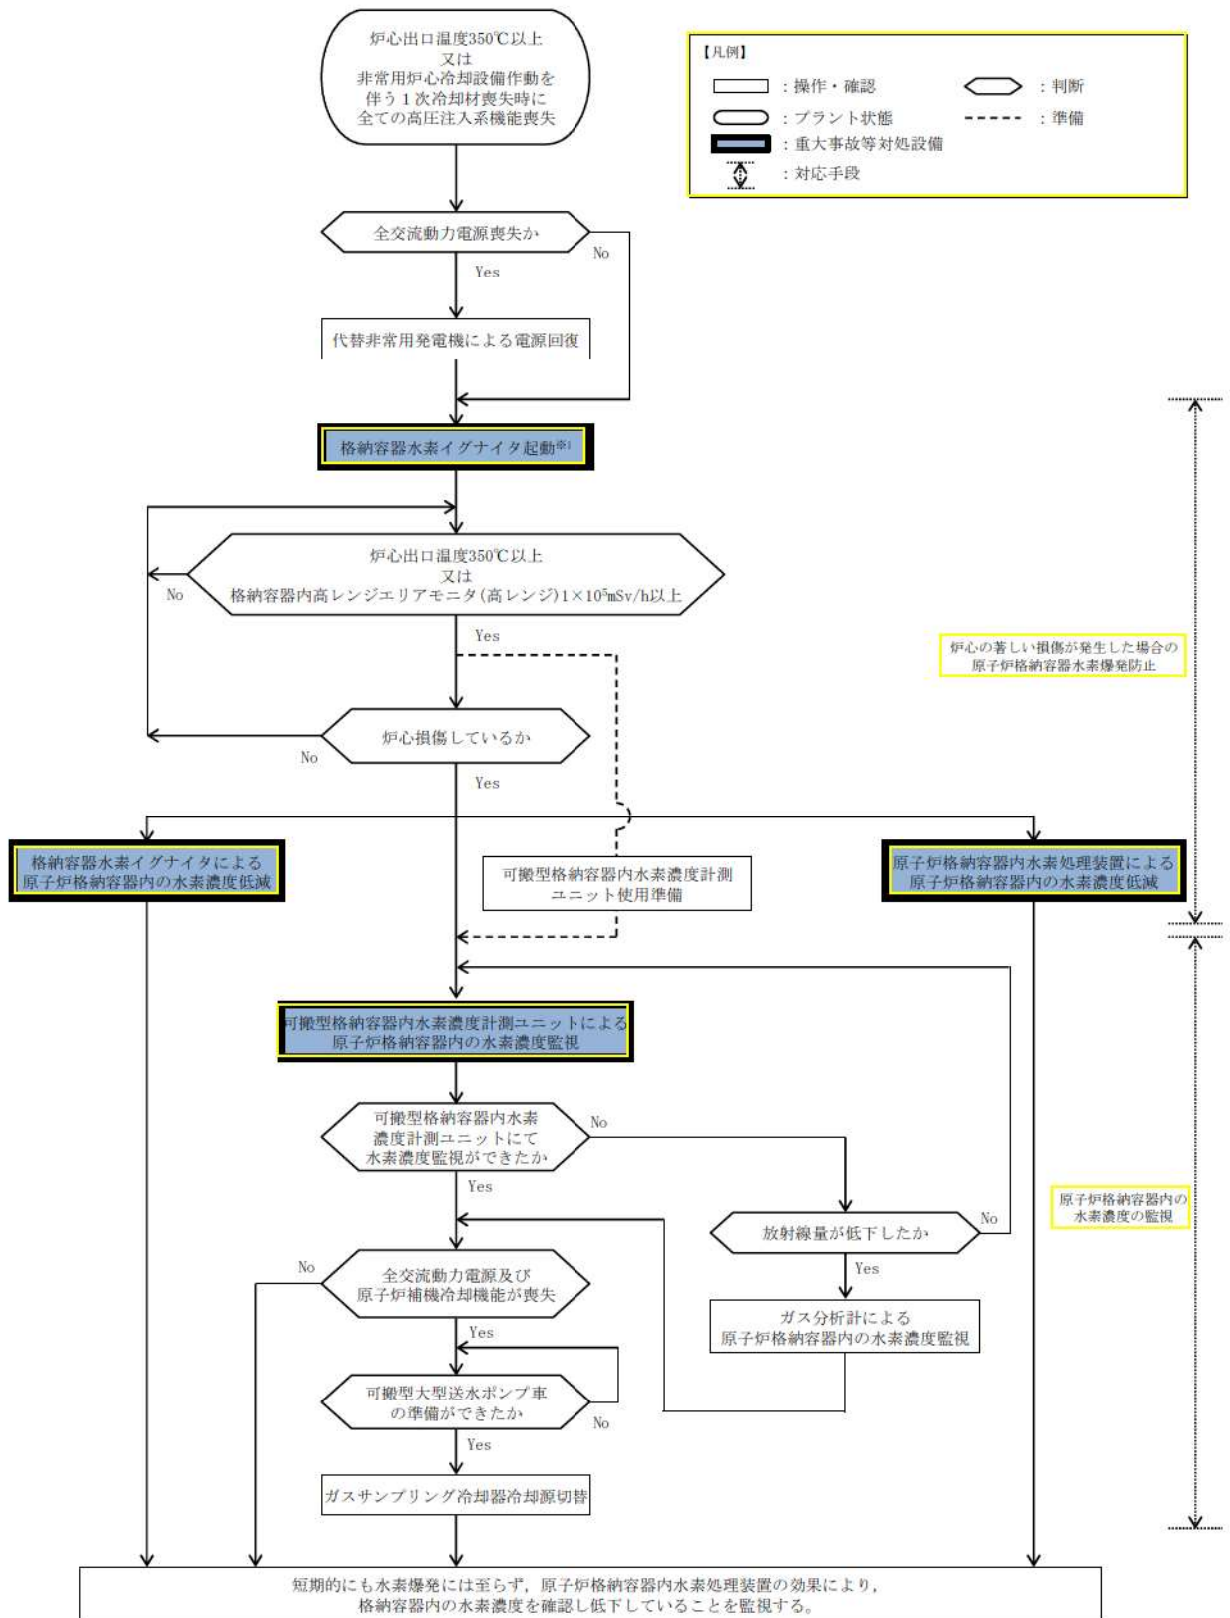 炉心出口温度350℃以上
又は
非常用炉心冷却設備作動を
伴う１次冷却材喪失時に
全ての高圧注入系機能喪失
【凡例】
：操作・確認
：判断
：プラント状態
：準備
：重大事故等対処設備
：対応手段
全交流動力電源喪失か
No
Yes
代替非常用発電機による電源回復
格納容器水素イグナイタ起動※1
炉心出口温度350℃以上
又は
格納容器内高レンジエリアモニタ(高レンジ)1×10⁵mSv/h以上
No
Yes
炉心の著しい損傷が発生した場合の
原子炉格納容器水素爆発防止
炉心損傷しているか
No
Yes
格納容器水素イグナイタによる
原子炉格納容器内の水素濃度低減
可搬型格納容器内水素濃度計測
ユニット使用準備
原子炉格納容器内水素処理装置による
原子炉格納容器内の水素濃度低減
可搬型格納容器内水素濃度計測ユニットによる
原子炉格納容器内の水素濃度監視
可搬型格納容器内水素
濃度計測ユニットにて
水素濃度監視ができたか
No
Yes
原子炉格納容器内の
水素濃度の監視
放射線量が低下したか
No
Yes
全交流動力電源及び
原子炉補機冷却機能が喪失
No
Yes
ガス分析計による
原子炉格納容器内の水素濃度監視
可搬型大型送水ポンプ車
の準備ができたか
No
Yes
ガスサンプリング冷却器冷却源切替
短期的にも水素爆発には至らず，原子炉格納容器内水素処理装置の効果により，
格納容器内の水素濃度を確認し低下していることを監視する。